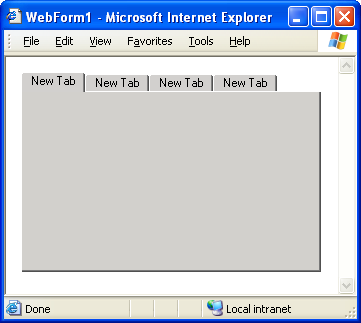 WebForm1 - Microsoft Internet Explorer
File Edit View Favorites Tools Help
New Tab New Tab New Tab New Tab
Done Local intranet